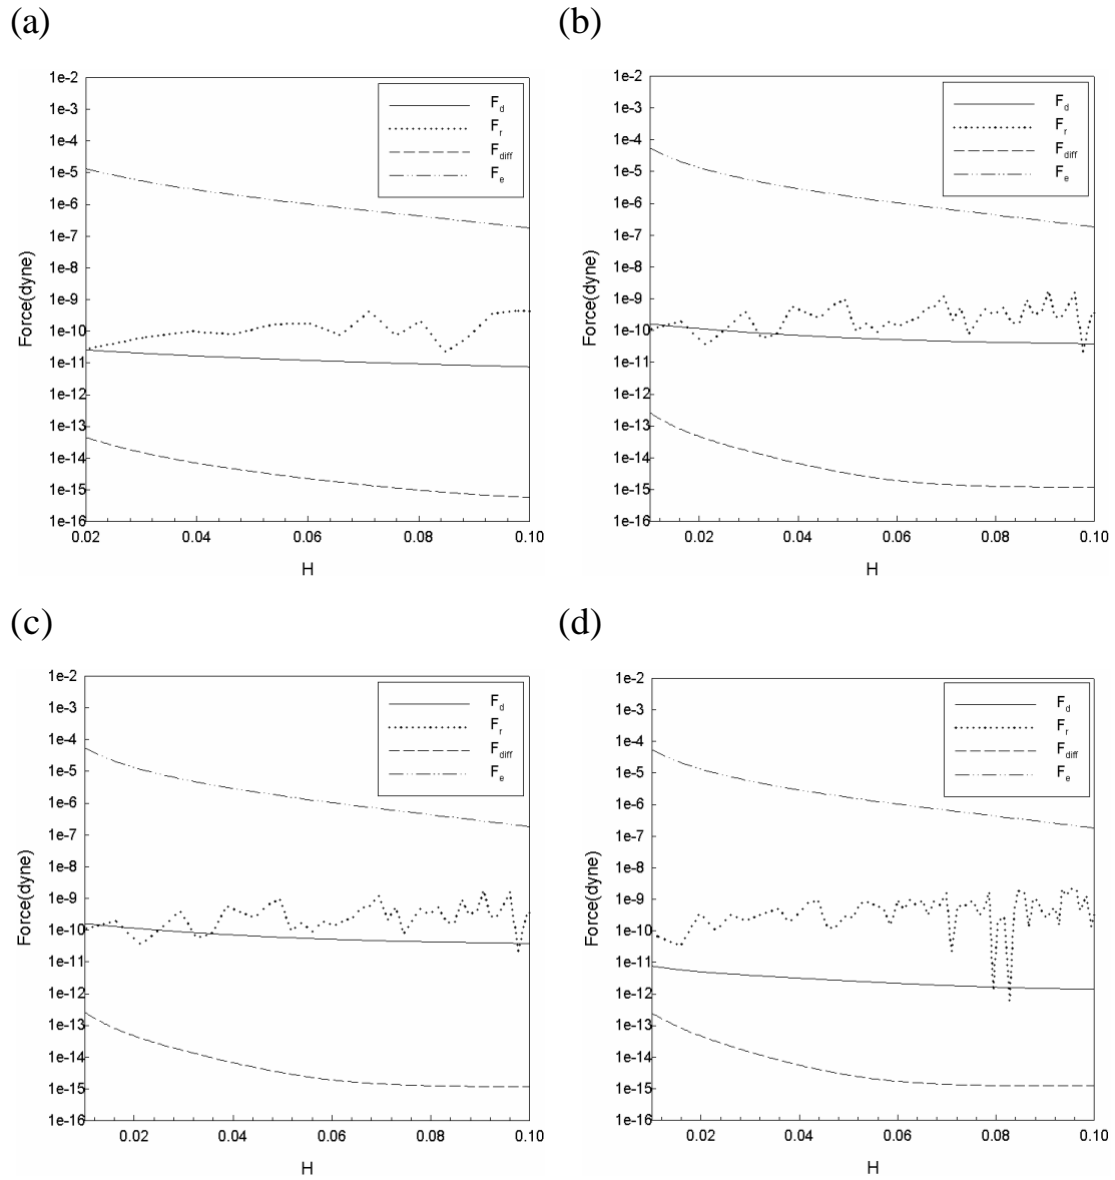 (a)
(b)
1e-2
1e-3
1e-4
1e-5
1e-6
1e-7
1e-8
1e-9
1e-10
1e-11
1e-12
1e-13
1e-14
1e-15
1e-16
Force(dyne)
0.02
0.04
0.06
0.08
0.10
H
F_d
F_r
F_diff
F_e
1e-2
1e-3
1e-4
1e-5
1e-6
1e-7
1e-8
1e-9
1e-10
1e-11
1e-12
1e-13
1e-14
1e-15
1e-16
Force(dyne)
0.02
0.04
0.06
0.08
0.10
H
F_d
F_r
F_diff
F_e
(c)
(d)
1e-2
1e-3
1e-4
1e-5
1e-6
1e-7
1e-8
1e-9
1e-10
1e-11
1e-12
1e-13
1e-14
1e-15
1e-16
Force(dyne)
0.02
0.04
0.06
0.08
0.10
H
F_d
F_r
F_diff
F_e
1e-2
1e-3
1e-4
1e-5
1e-6
1e-7
1e-8
1e-9
1e-10
1e-11
1e-12
1e-13
1e-14
1e-15
1e-16
Force(dyne)
0.02
0.04
0.06
0.08
0.10
H
F_d
F_r
F_diff
F_e